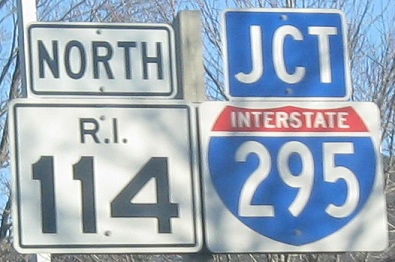 NORTH
R.I.
114
JCT
INTERSTATE
295